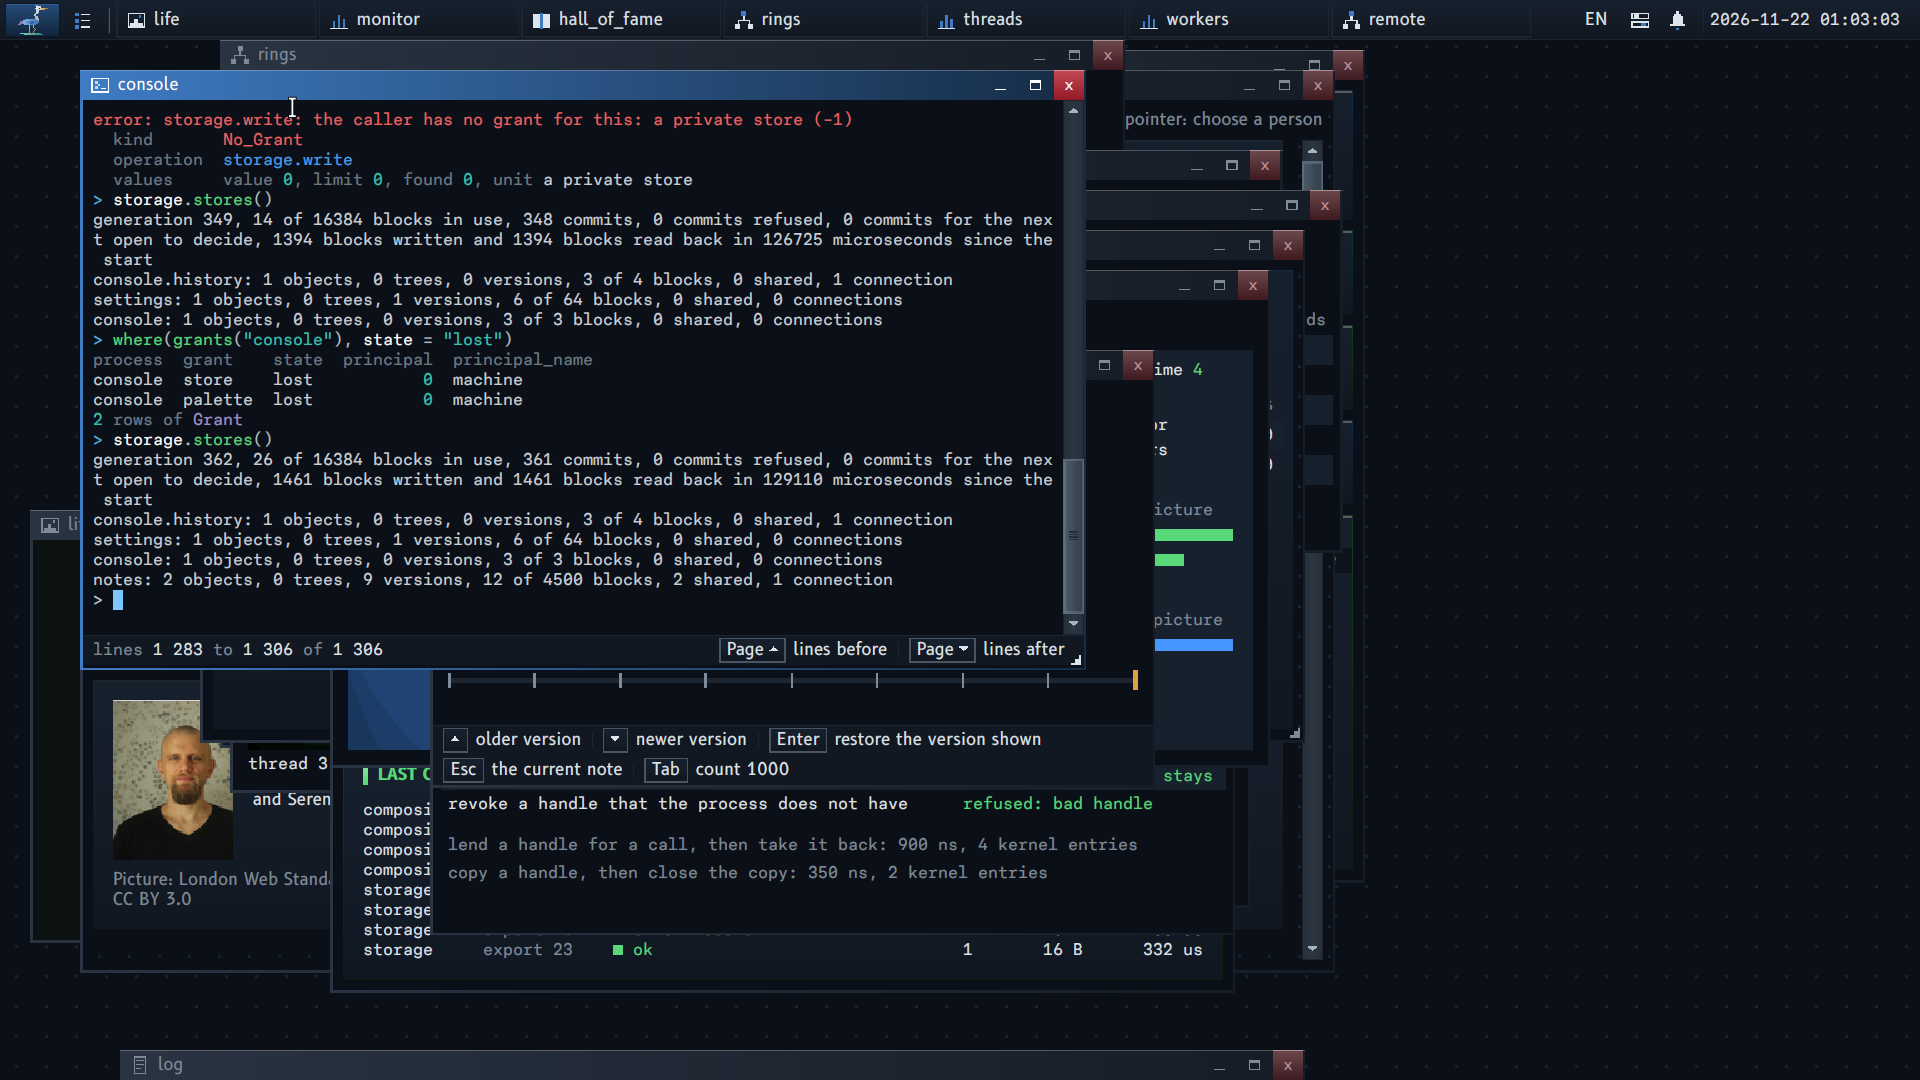 life
monitor
hall_of_fame
rings
threads
workers
remote
EN
2026-11-22 01:03:03
rings
console
error: storage.write: the caller has no grant for this: a private store (-1)
kind No_Grant
operation storage.write
values value 0, limit 0, found 0, unit a private store
> storage.stores()
generation 349, 14 of 16384 blocks in use, 348 commits, 0 commits refused, 0 commits for the nex
t open to decide, 1394 blocks written and 1394 blocks read back in 126725 microseconds since the
start
console.history: 1 objects, 0 trees, 0 versions, 3 of 4 blocks, 0 shared, 1 connection
settings: 1 objects, 0 trees, 1 versions, 6 of 64 blocks, 0 shared, 0 connections
console: 1 objects, 0 trees, 0 versions, 3 of 3 blocks, 0 shared, 0 connections
> where(grants("console"), state = "lost")
process grant state principal principal_name
console store lost 0 machine
console palette lost 0 machine
2 rows of Grant
> storage.stores()
generation 362, 26 of 16384 blocks in use, 361 commits, 0 commits refused, 0 commits for the nex
t open to decide, 1461 blocks written and 1461 blocks read back in 129110 microseconds since the
start
console.history: 1 objects, 0 trees, 0 versions, 3 of 4 blocks, 0 shared, 1 connection
settings: 1 objects, 0 trees, 1 versions, 6 of 64 blocks, 0 shared, 0 connections
console: 1 objects, 0 trees, 0 versions, 3 of 3 blocks, 0 shared, 0 connections
notes: 2 objects, 0 trees, 9 versions, 12 of 4500 blocks, 2 shared, 1 connection
>
lines 1 283 to 1 306 of 1 306
Page lines before
Page lines after
pointer: choose a person
ds
ime 4
or
rs
icture
picture
li
older version
newer version
Enter restore the version shown
Esc the current note
Tab count 1000
thread 3
and Seren
LAST C
stays
revoke a handle that the process does not have refused: bad handle
lend a handle for a call, then take it back: 900 ns, 4 kernel entries
copy a handle, then close the copy: 350 ns, 2 kernel entries
composi
composi
composi
composi
storage
storage
storage
storage export 23 ok 1 16 B 332 us
Picture: London Web Standa
CC BY 3.0
log